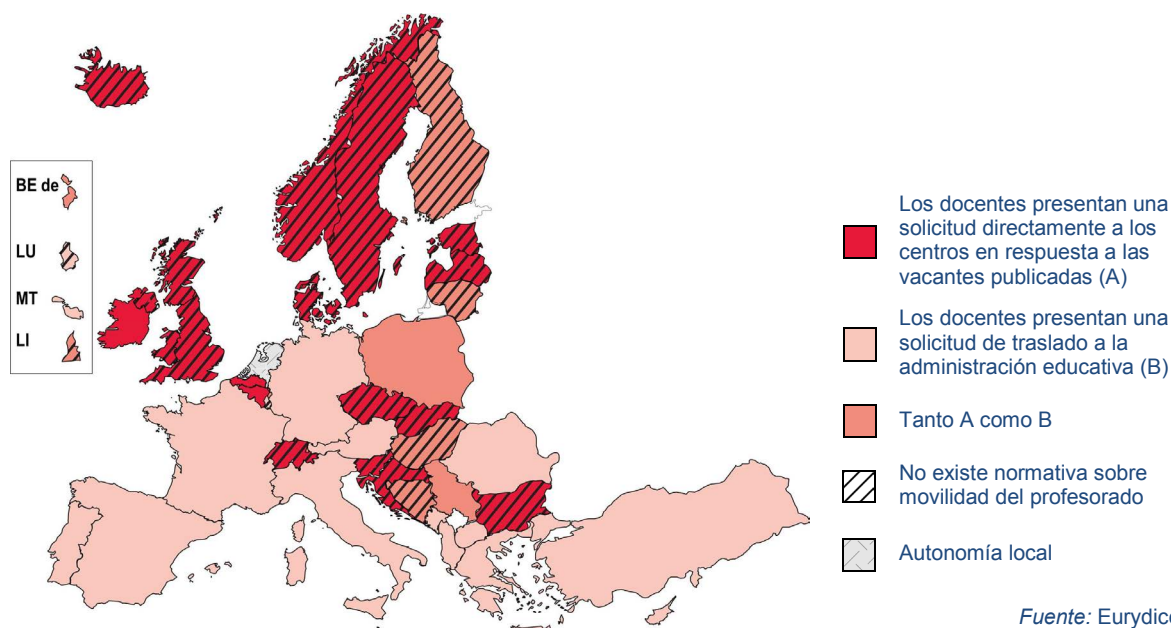 BE de
LU
MT
LI
Los docentes presentan una
solicitud directamente a los
centros en respuesta a las
vacantes publicadas (A)
Los docentes presentan una
solicitud de traslado a la
administración educativa (B)
Tanto A como B
No existe normativa sobre
movilidad del profesorado
Autonomía local
Fuente: Eurydice